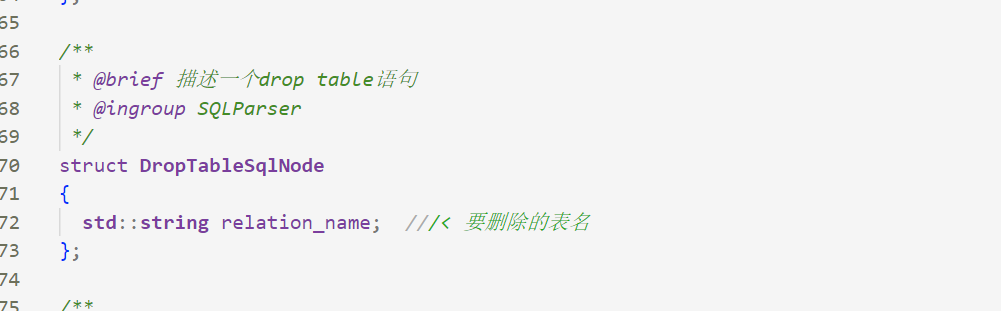 };
65
66 /**
67 * @brief 描述一个drop table语句
68 * @ingroup SQLParser
69 */
70 struct DropTableSqlNode
71 {
72 std::string relation_name; ///< 要删除的表名
73 };
74
75 /**